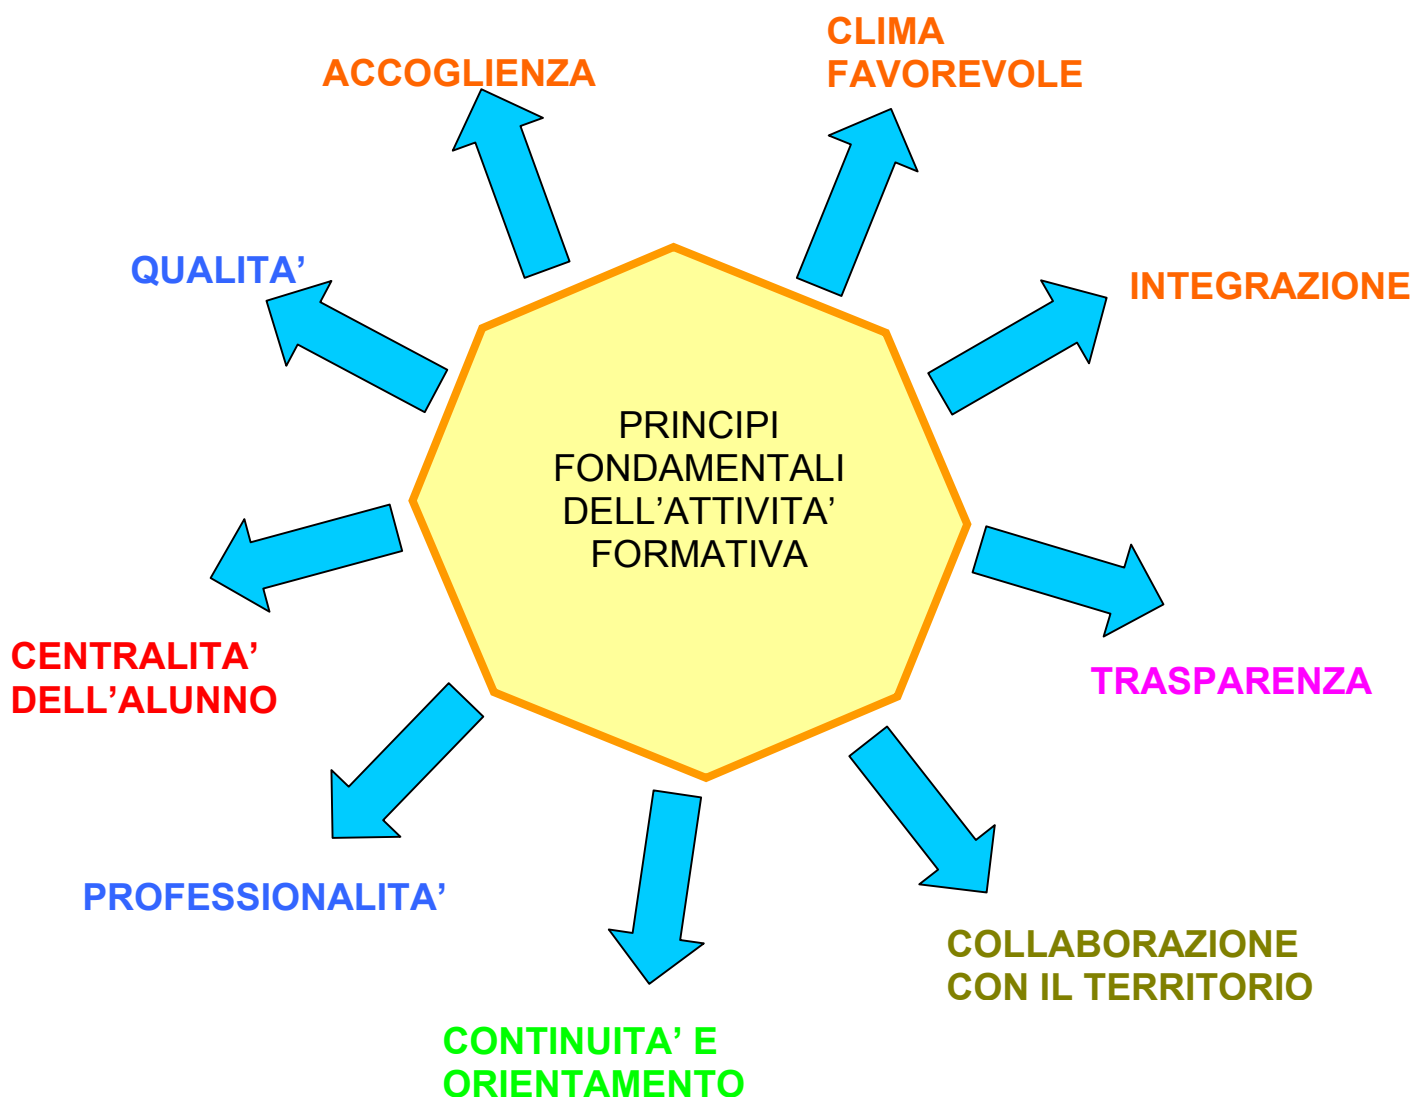 CLIMA
FAVOREVOLE
ACCOGLIENZA
QUALITA’
INTEGRAZIONE
PRINCIPI
FONDAMENTALI
DELL’ATTIVITA’
FORMATIVA
CENTRALITA’
DELL’ALUNNO
TRASPARENZA
PROFESSIONALITA’
COLLABORAZIONE
CON IL TERRITORIO
CONTINUITA’ E
ORIENTAMENTO